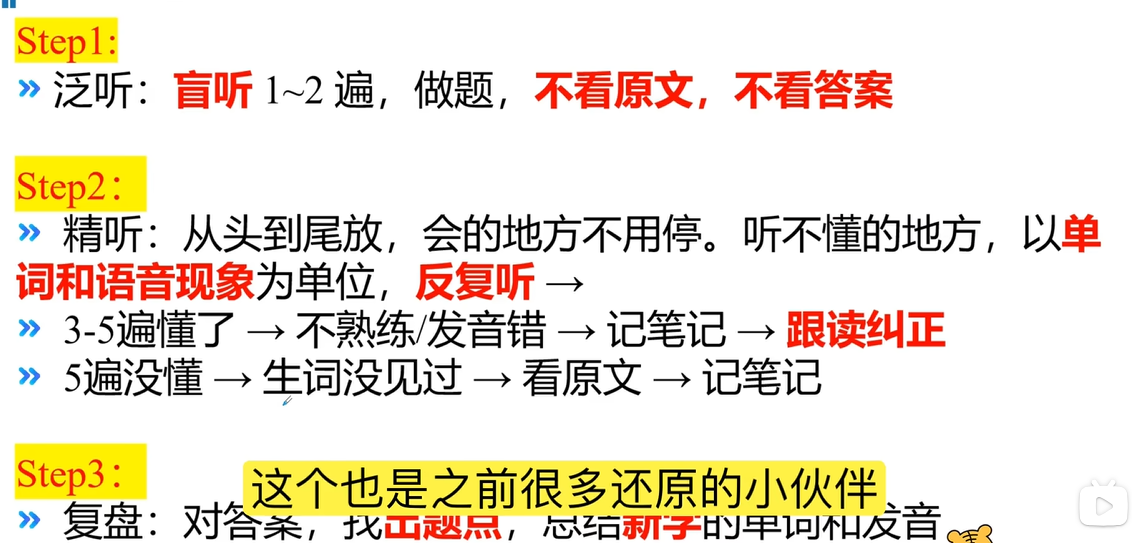 Step1:
» 泛听：盲听 1~2 遍，做题，不看原文，不看答案
Step2：
» 精听：从头到尾放，会的地方不用停。听不懂的地方，以单
词和语音现象为单位，反复听 →
» 3-5遍懂了 → 不熟练/发音错 → 记笔记 → 跟读纠正
» 5遍没懂 → 生词没见过 → 看原文 → 记笔记
Step3：
这个也是之前很多还原的小伙伴
» 复盘：对答案，找出题点，总结新学的单词和发音